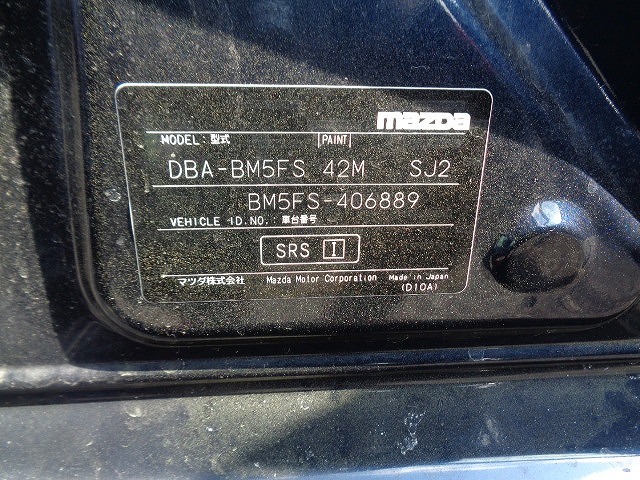 mazda
MODEL：型式 PAINT
DBA-BM5FS 42M SJ2
BM5FS-406889
VEHICLE ID.NO.：車台番号
SRS I
マツダ株式会社 Mazda Motor Corporation Made in Japan
(D10A)